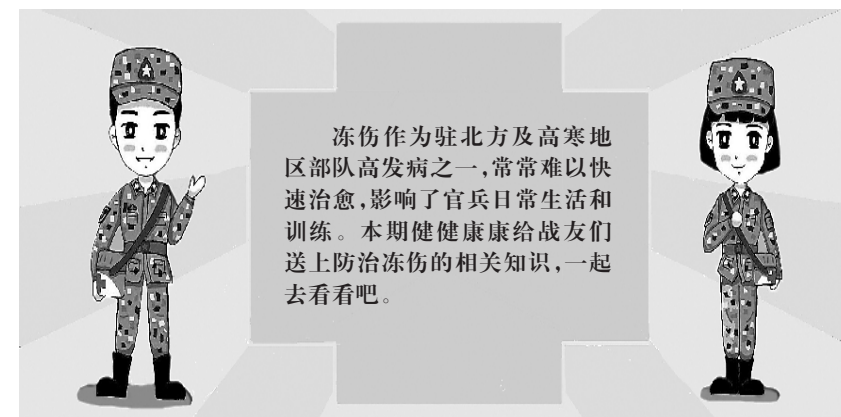 冻伤作为驻北方及高寒地
区部队高发病之一，常常难以快
速治愈，影响了官兵日常生活和
训练。本期健健康康给战友们
送上防治冻伤的相关知识，一起
去看看吧。